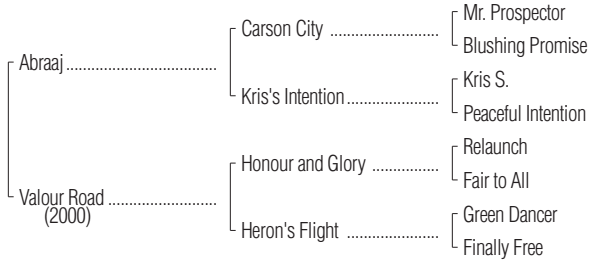 Mr. Prospector
Carson City
Blushing Promise
Abraaj
Kris S.
Kris's Intention
Peaceful Intention
Relaunch
Honour and Glory
Fair to All
Valour Road
(2000)
Green Dancer
Heron's Flight
Finally Free